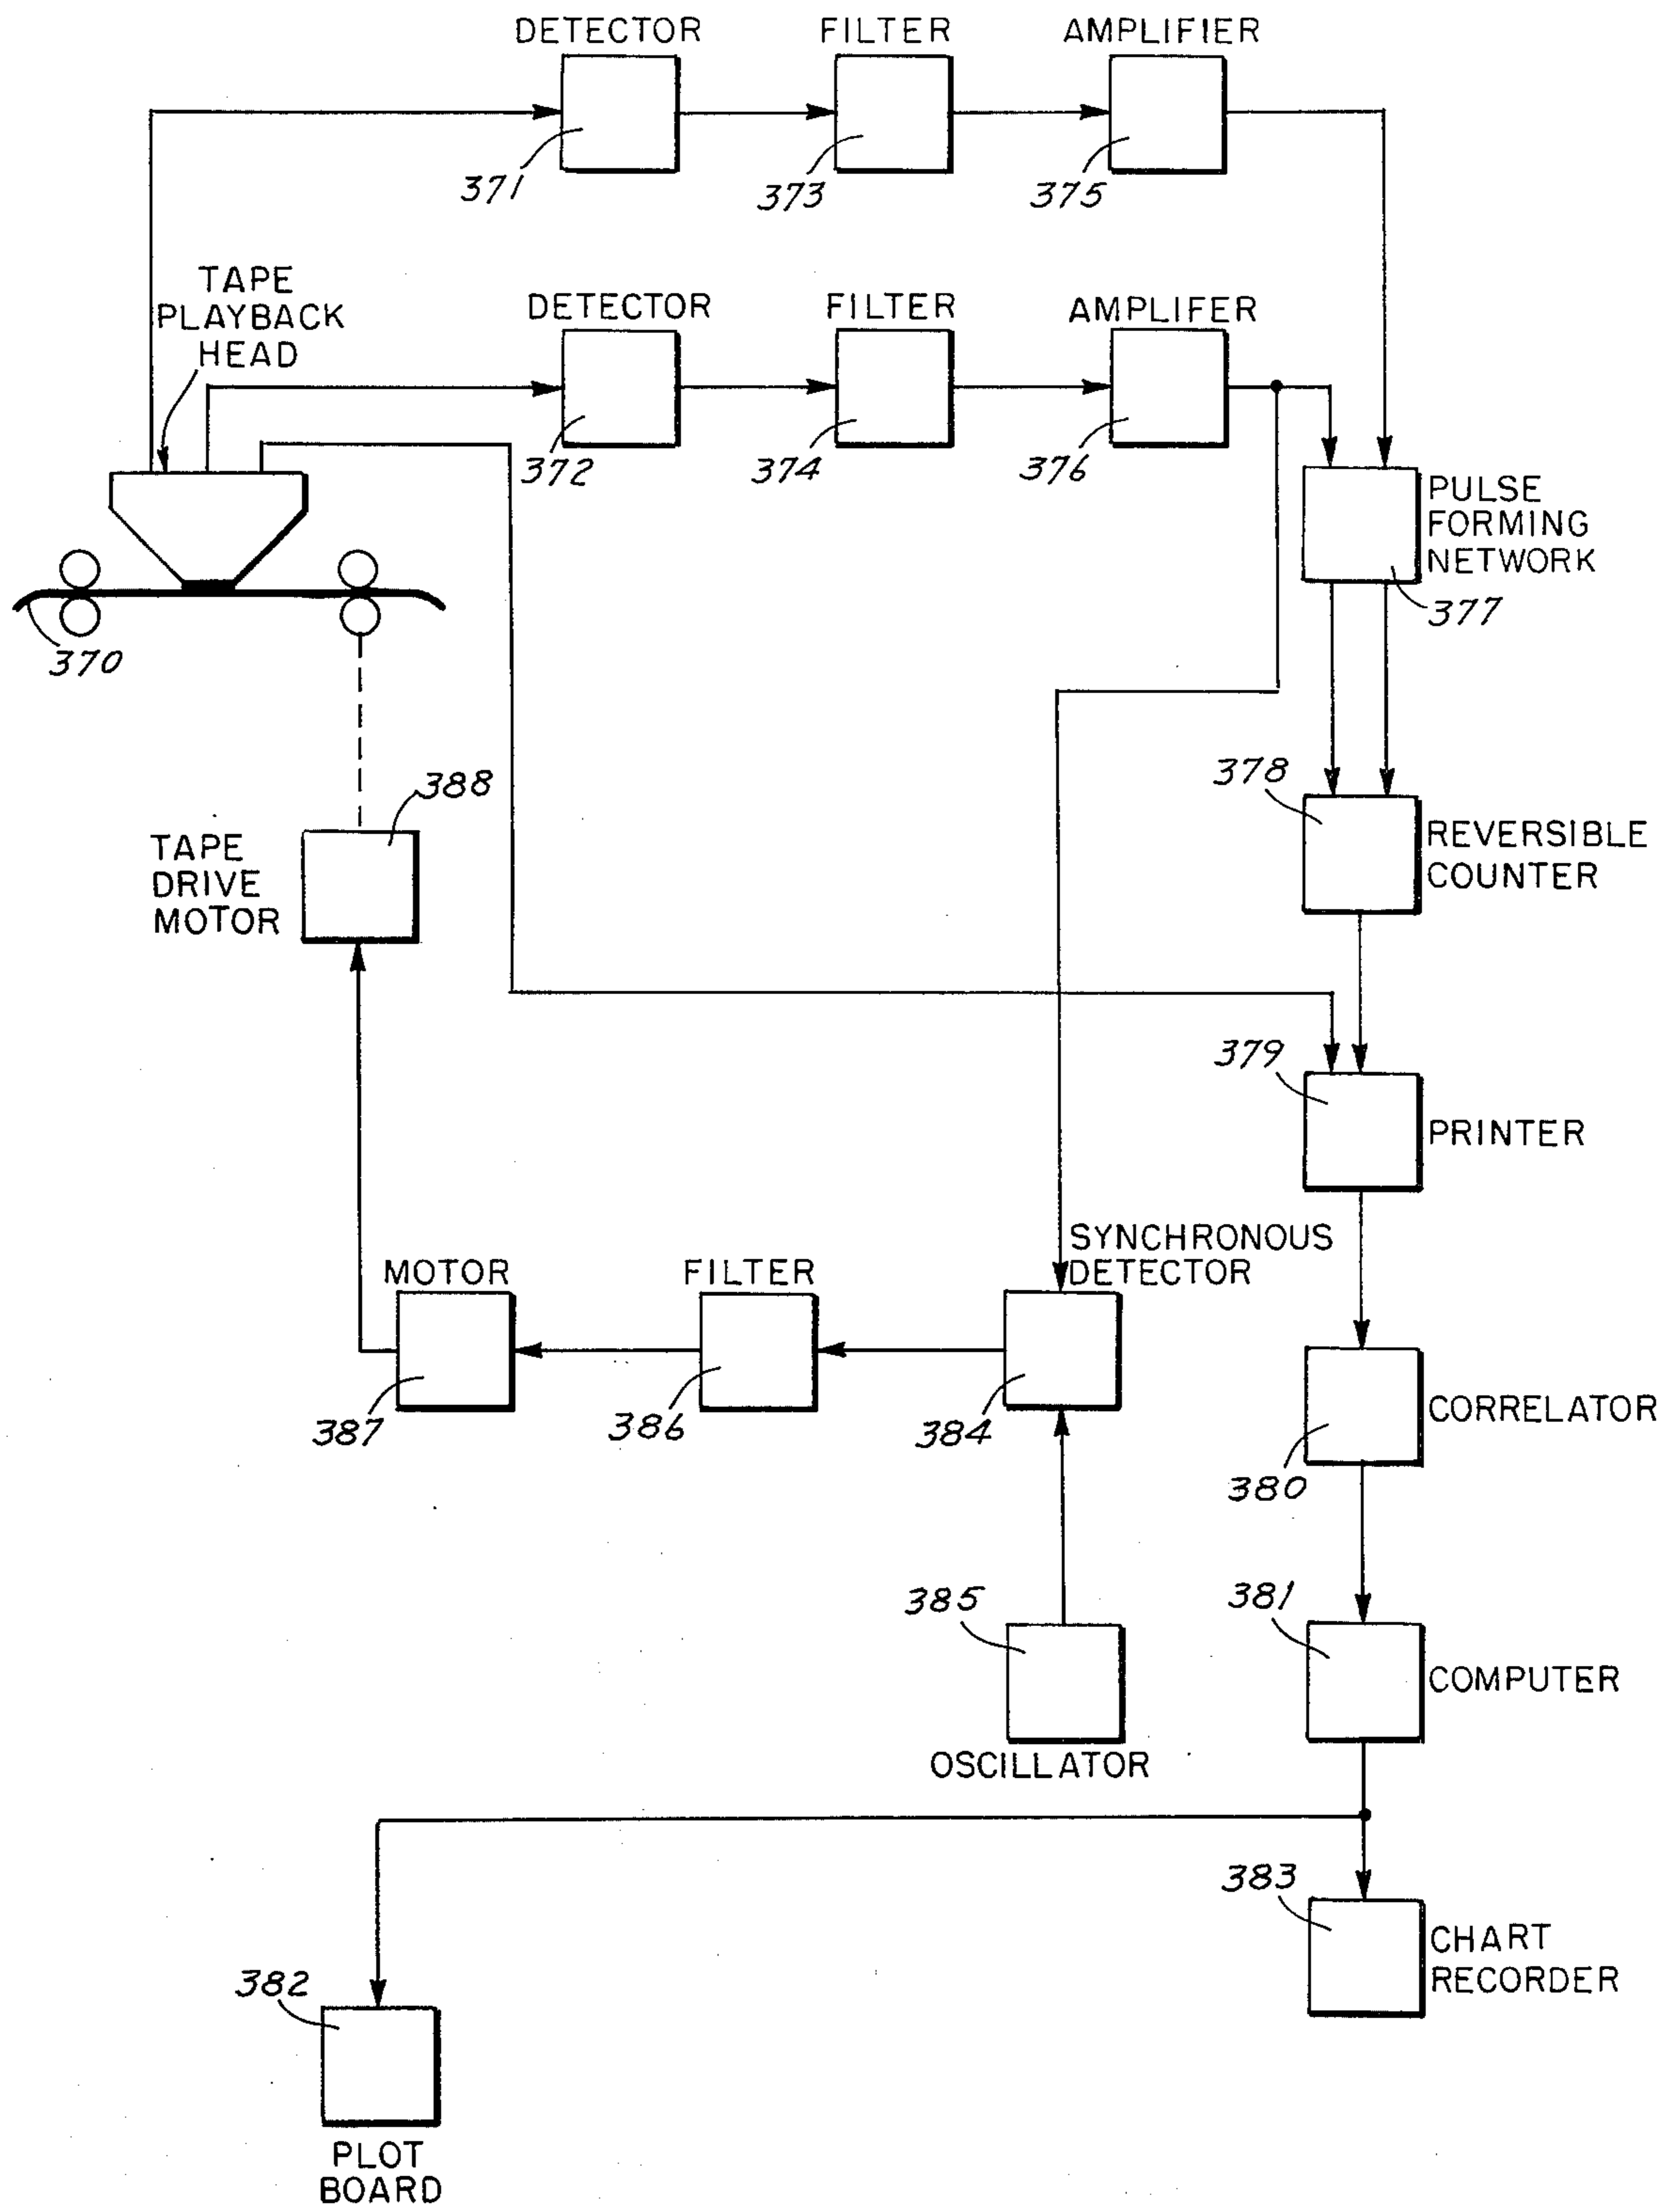 DETECTOR
FILTER
AMPLIFIER
371
373
375
TAPE
PLAYBACK
HEAD
DETECTOR
FILTER
AMPLIFER
372
374
376
PULSE
FORMING
NETWORK
377
370
388
TAPE
DRIVE
MOTOR
378
REVERSIBLE
COUNTER
379
PRINTER
SYNCHRONOUS
DETECTOR
MOTOR
FILTER
387
386
384
CORRELATOR
380
385
OSCILLATOR
381
COMPUTER
383
CHART
RECORDER
382
PLOT
BOARD